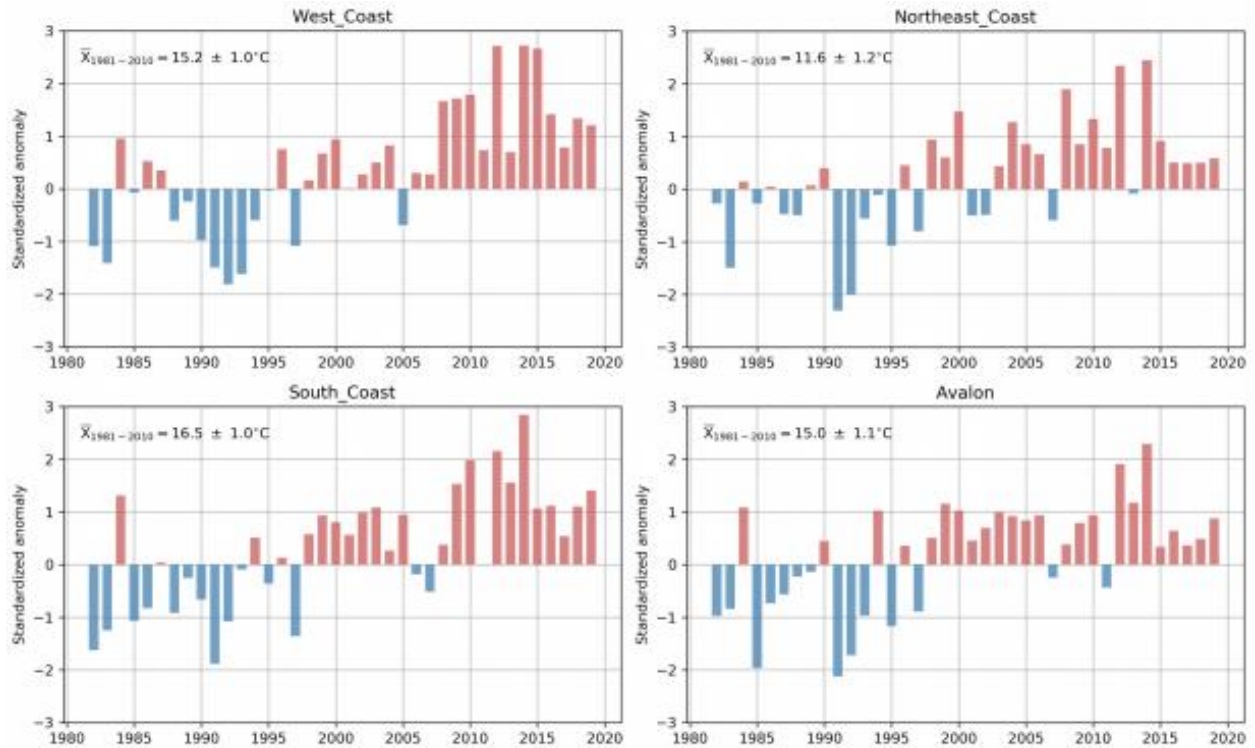 West_Coast
X̅1981−2010 = 15.2 ± 1.0°C
Standardized anomaly
3
2
1
0
−1
−2
−3
1980 1985 1990 1995 2000 2005 2010 2015 2020
Northeast_Coast
X̅1981−2010 = 11.6 ± 1.2°C
Standardized anomaly
3
2
1
0
−1
−2
−3
1980 1985 1990 1995 2000 2005 2010 2015 2020
South_Coast
X̅1981−2010 = 16.5 ± 1.0°C
Standardized anomaly
3
2
1
0
−1
−2
−3
1980 1985 1990 1995 2000 2005 2010 2015 2020
Avalon
X̅1981−2010 = 15.0 ± 1.1°C
Standardized anomaly
3
2
1
0
−1
−2
−3
1980 1985 1990 1995 2000 2005 2010 2015 2020